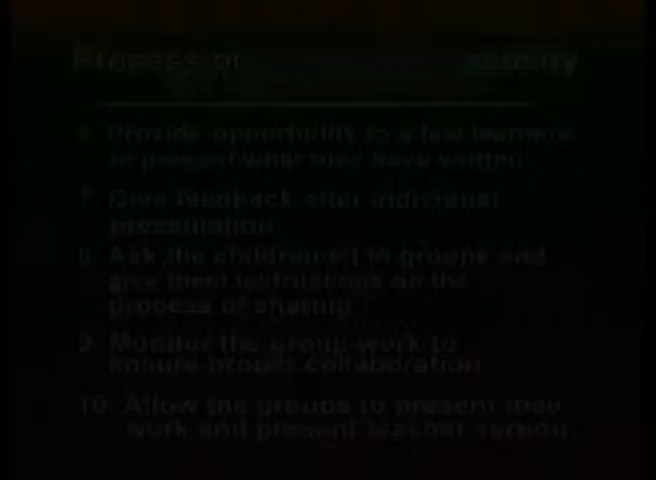 Process of
6. Provide opportunity to a few learners
to present what they have written.
7. Give feedback after individual
presentation
8. Ask the children sit in groups and
give them instructions on the
process of sharing.
9. Monitor the group work to
ensure proper collaboration
10. Allow the groups to present their
work and present teacher version